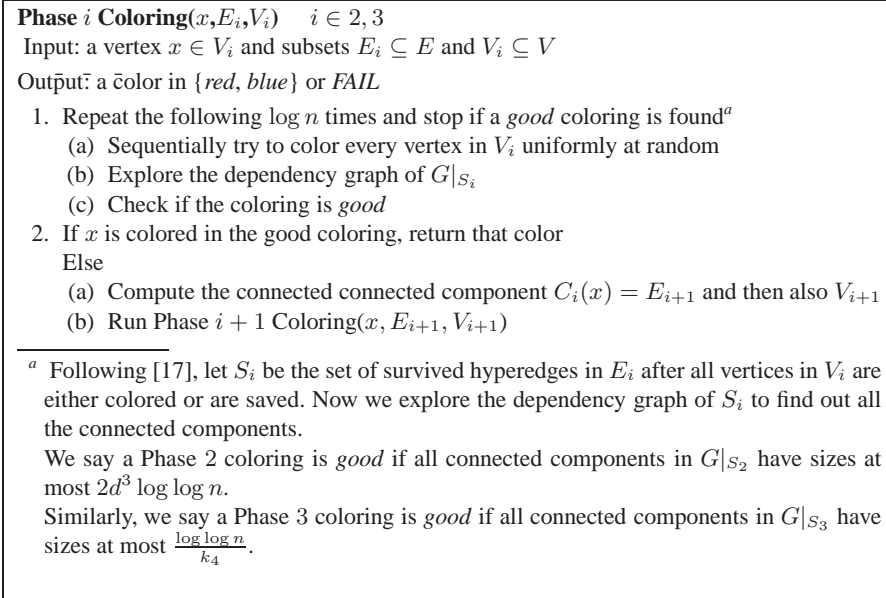 Phase i Coloring(x,E_i,V_i) i ∈ 2, 3
Input: a vertex x ∈ V_i and subsets E_i ⊆ E and V_i ⊆ V
Output: a color in {red, blue} or FAIL
1. Repeat the following log n times and stop if a good coloring is found^a
(a) Sequentially try to color every vertex in V_i uniformly at random
(b) Explore the dependency graph of G|_{S_i}
(c) Check if the coloring is good
2. If x is colored in the good coloring, return that color
Else
(a) Compute the connected connected component C_i(x) = E_{i+1} and then also V_{i+1}
(b) Run Phase i + 1 Coloring(x, E_{i+1}, V_{i+1})
^a Following [17], let S_i be the set of survived hyperedges in E_i after all vertices in V_i are
either colored or are saved. Now we explore the dependency graph of S_i to find out all
the connected components.
We say a Phase 2 coloring is good if all connected components in G|_{S_2} have sizes at
most 2d^3 log log n.
Similarly, we say a Phase 3 coloring is good if all connected components in G|_{S_3} have
sizes at most \frac{log log n}{k_4}.